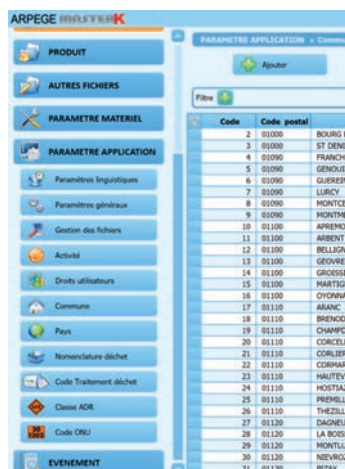 ARPEGE MASTERK
PRODUIT
AUTRES FICHIERS
PARAMETRE MATERIEL
PARAMETRE APPLICATION
Paramètres linguistiques
Paramètres généraux
Gestion des fichiers
Activité
Droits utilisateurs
Commune
Pays
Nomenclature déchet
Code Traitement déchet
Classe ADR
Code ONU
EVENEMENT
PARAMETRE APPLICATION » Commu
Ajouter
Filtre
Code Code postal
2 01000 BOURG
3 01000 ST DENI
4 01090 FRANCH
5 01090 GENOUI
6 01090 GUEREI
7 01090 LURCY
8 01090 MONTCE
9 01090 MONTME
10 01100 APREMO
11 01100 ARBENT
12 01100 BELLIGN
13 01100 GEOVRE
14 01100 GROISSI
15 01100 MARTIG
16 01100 OYONNA
17 01110 ARANC
18 01110 BRENOD
19 01110 CHAMPD
20 01110 CORCEL
21 01110 CORLIER
22 01110 CORMAR
23 01110 HAUTEV
24 01110 HOSTIAZ
25 01110 PREMILL
26 01110 THEZILL
27 01120 DAGNEU
28 01120 LA BOIS
29 01120 MONTLU
30 01120 NIEVROZ